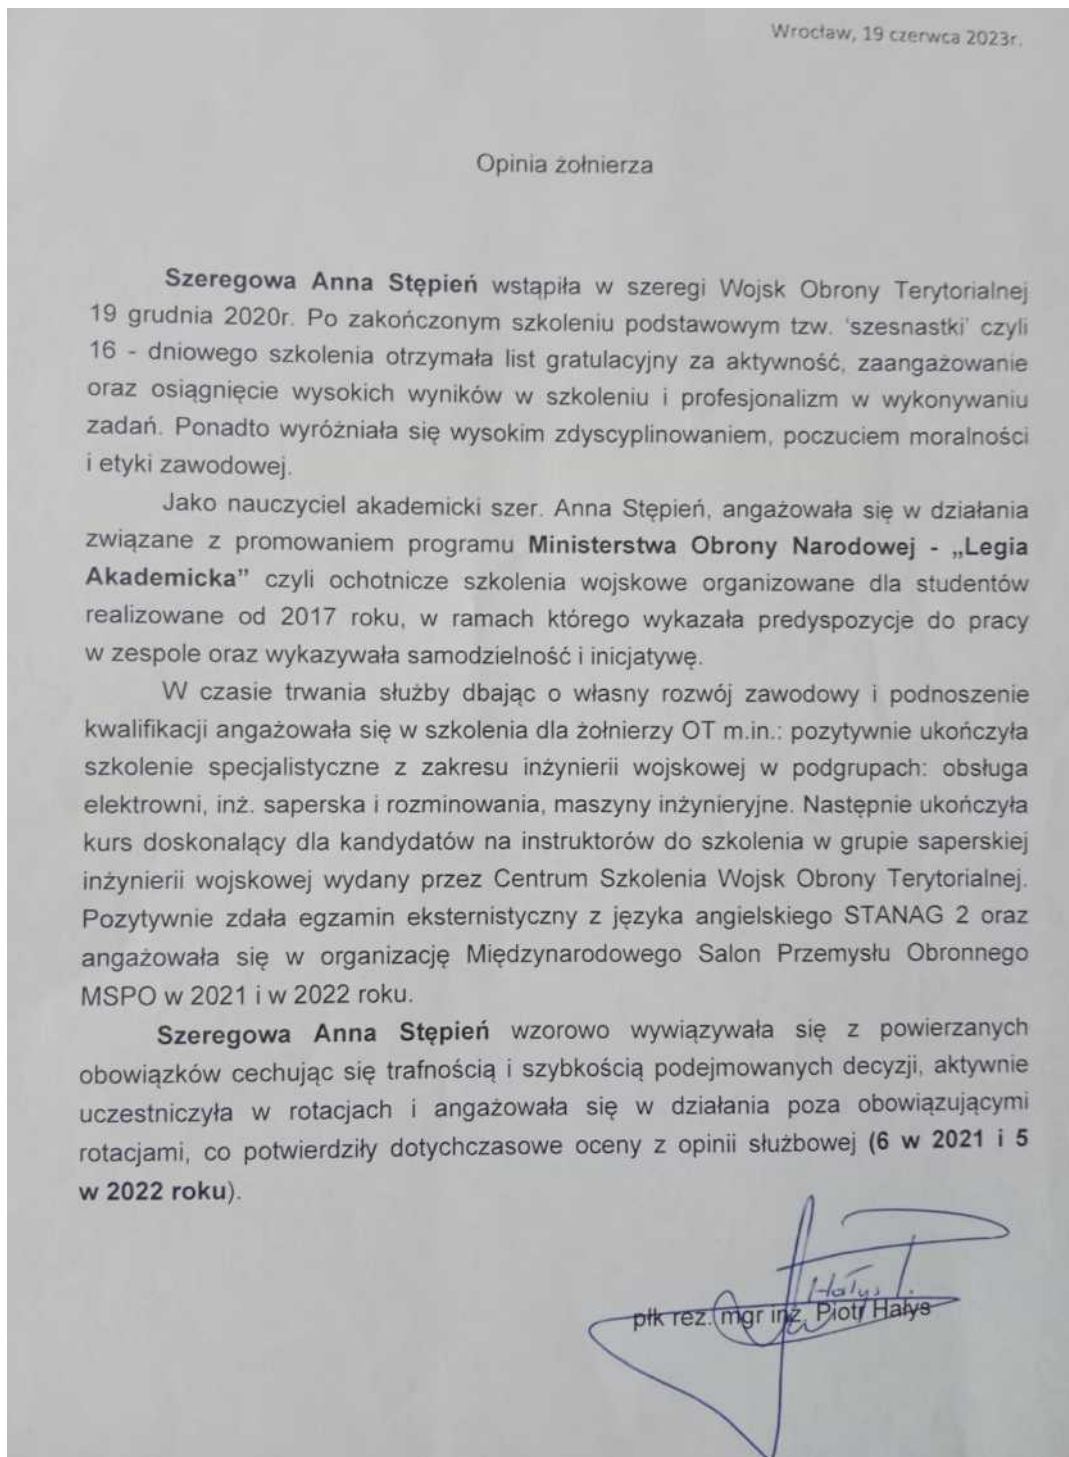 Wrocław, 19 czerwca 2023r.
Opinia żołnierza
Szeregowa Anna Stępień wstąpiła w szeregi Wojsk Obrony Terytorialnej
19 grudnia 2020r. Po zakończonym szkoleniu podstawowym tzw. 'szesnastki' czyli
16 - dniowego szkolenia otrzymała list gratulacyjny za aktywność, zaangażowanie
oraz osiągnięcie wysokich wyników w szkoleniu i profesjonalizm w wykonywaniu
zadań. Ponadto wyróżniała się wysokim zdyscyplinowaniem, poczuciem moralności
i etyki zawodowej.
Jako nauczyciel akademicki szer. Anna Stępień, angażowała się w działania
związane z promowaniem programu Ministerstwa Obrony Narodowej - „Legia
Akademicka” czyli ochotnicze szkolenia wojskowe organizowane dla studentów
realizowane od 2017 roku, w ramach którego wykazała predyspozycje do pracy
w zespole oraz wykazywała samodzielność i inicjatywę.
W czasie trwania służby dbając o własny rozwój zawodowy i podnoszenie
kwalifikacji angażowała się w szkolenia dla żołnierzy OT m.in.: pozytywnie ukończyła
szkolenie specjalistyczne z zakresu inżynierii wojskowej w podgrupach: obsługa
elektrowni, inż. saperska i rozminowania, maszyny inżynieryjne. Następnie ukończyła
kurs doskonalący dla kandydatów na instruktorów do szkolenia w grupie saperskiej
inżynierii wojskowej wydany przez Centrum Szkolenia Wojsk Obrony Terytorialnej.
Pozytywnie zdała egzamin eksternistyczny z języka angielskiego STANAG 2 oraz
angażowała się w organizację Międzynarodowego Salon Przemysłu Obronnego
MSPO w 2021 i w 2022 roku.
Szeregowa Anna Stępień wzorowo wywiązywała się z powierzanych
obowiązków cechując się trafnością i szybkością podejmowanych decyzji, aktywnie
uczestniczyła w rotacjach i angażowała się w działania poza obowiązującymi
rotacjami, co potwierdziły dotychczasowe oceny z opinii służbowej (6 w 2021 i 5
w 2022 roku).
Hałys
płk rez. mgr inż. Piotr Hałys